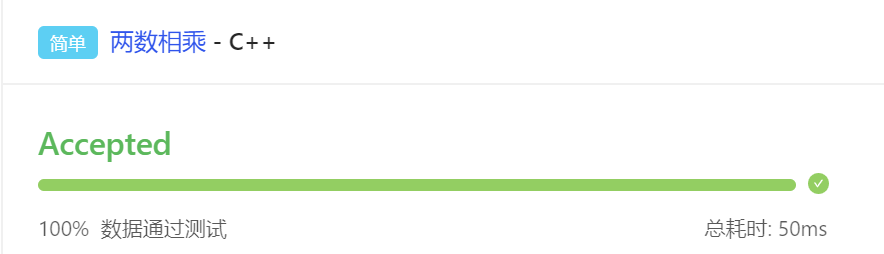 简单 两数相乘 - C++
Accepted
100% 数据通过测试 总耗时: 50ms